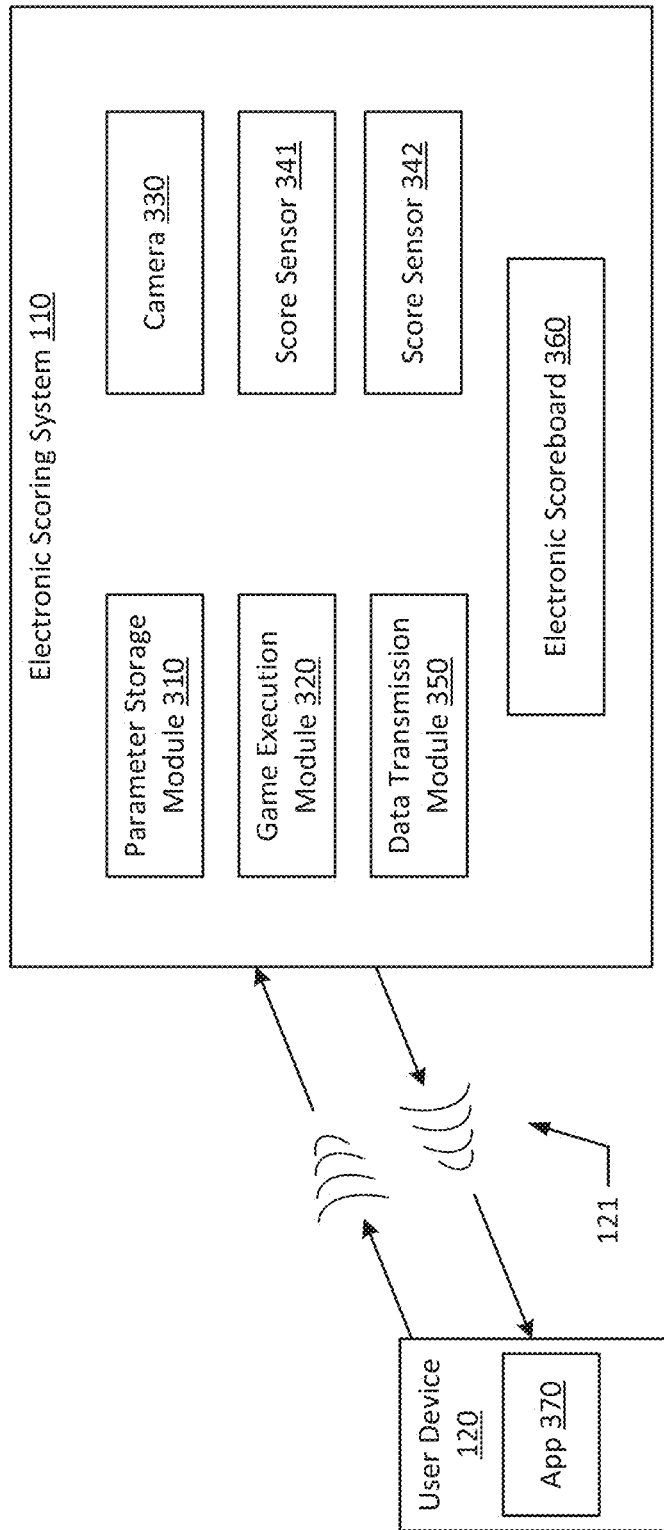 Electronic Scoring System 110
Parameter Storage
Module 310
Game Execution
Module 320
Data Transmission
Module 350
Camera 330
Score Sensor 341
Score Sensor 342
Electronic Scoreboard 360
User Device
120
App 370
121